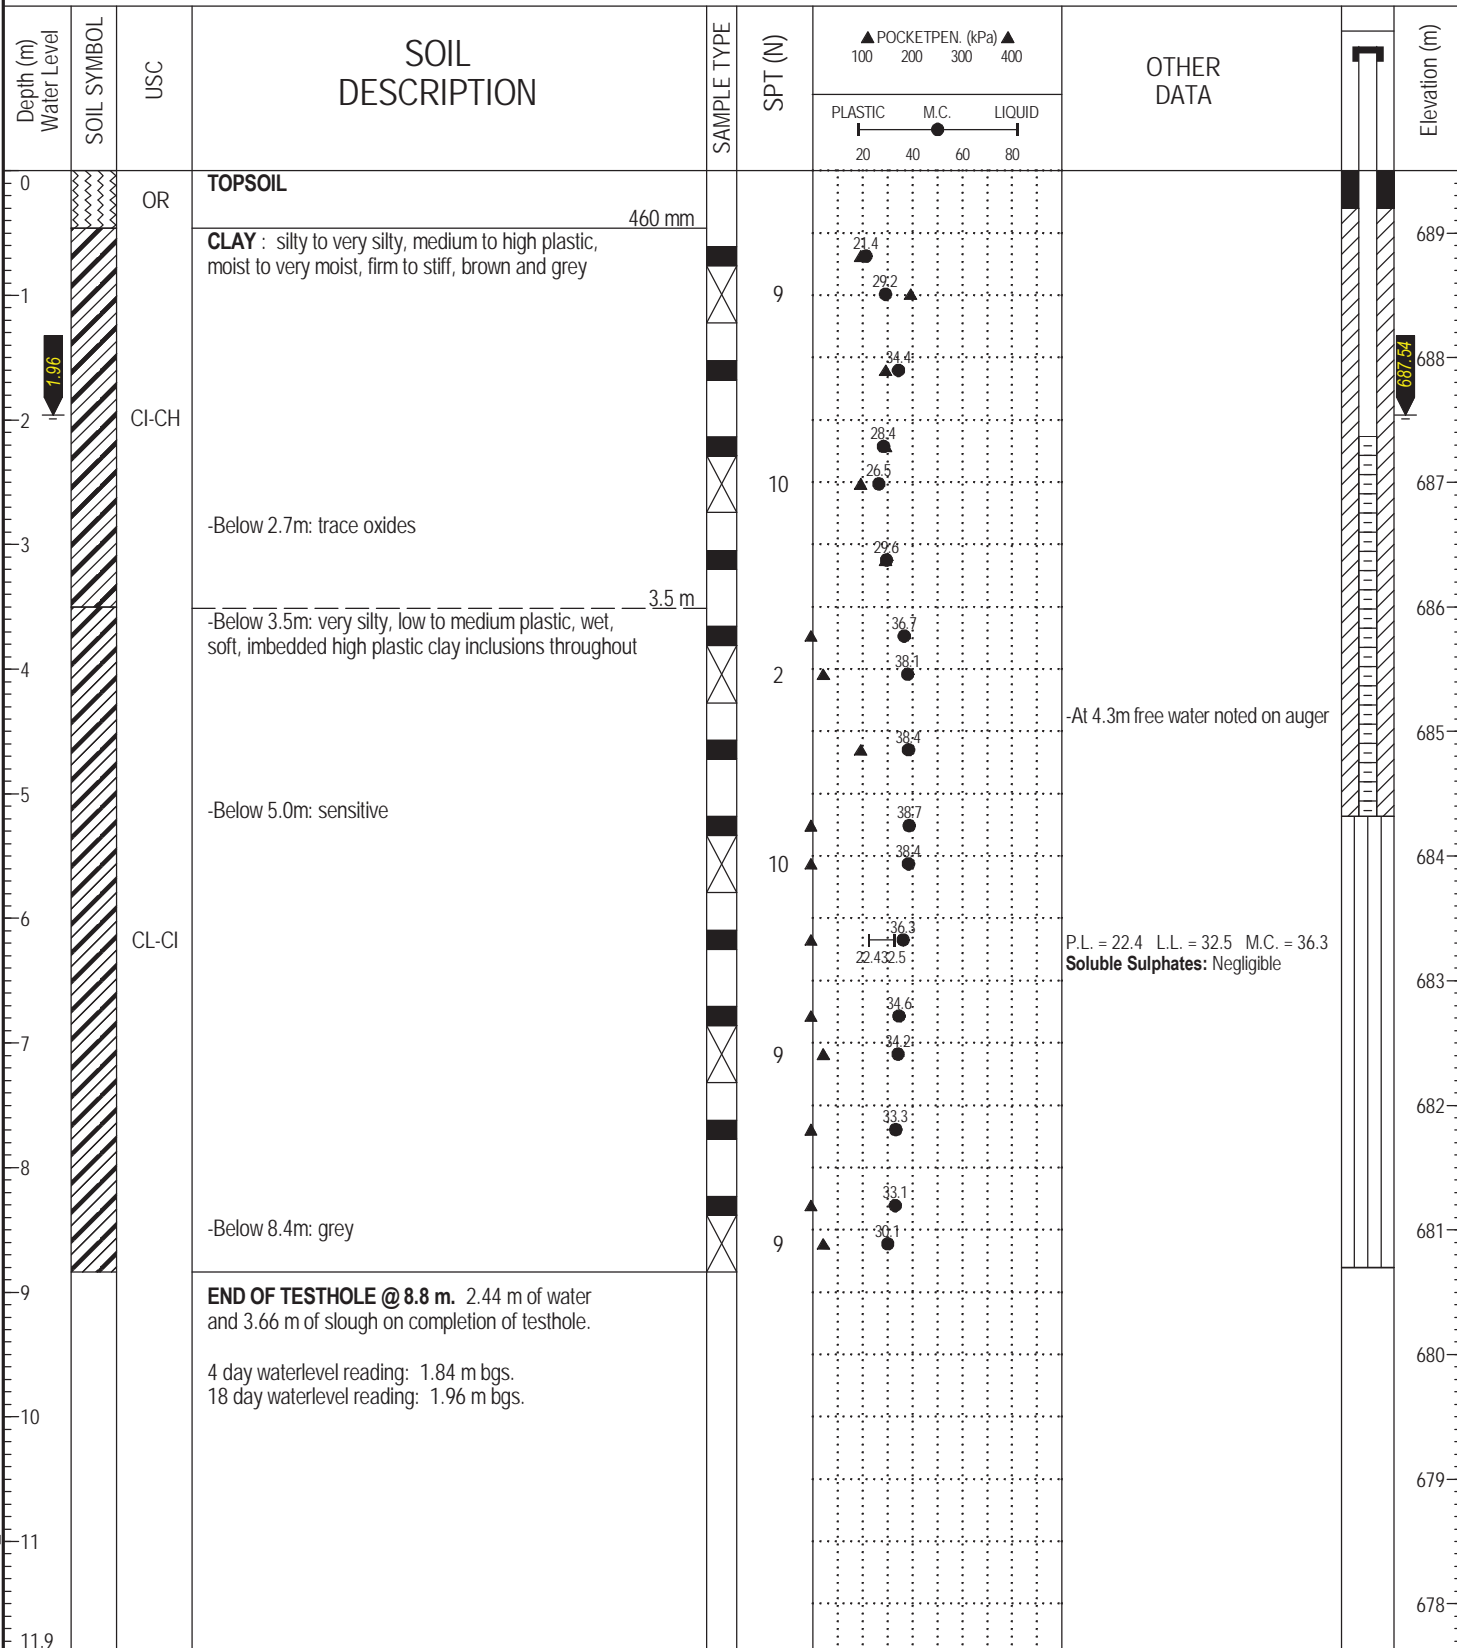 Depth (m)
Water Level
SOIL SYMBOL
USC
SOIL
DESCRIPTION
SAMPLE TYPE
SPT (N)
▲ POCKETPEN. (kPa) ▲
100 200 300 400
PLASTIC M.C. LIQUID
20 40 60 80
OTHER
DATA
Elevation (m)
0
OR
TOPSOIL
460 mm
CLAY : silty to very silty, medium to high plastic,
moist to very moist, firm to stiff, brown and grey
689
21.4
29.2
1
9
34.4
688
1.96
687.54
2
CI-CH
28.4
26.5
10
687
-Below 2.7m: trace oxides
3
29.6
3.5 m
686
-Below 3.5m: very silty, low to medium plastic, wet,
soft, imbedded high plastic clay inclusions throughout
36.7
38.1
4
2
-At 4.3m free water noted on auger
685
38.4
5
-Below 5.0m: sensitive
38.7
38.4
10
684
6
CL-CI
36.3
22.4 32.5
P.L. = 22.4 L.L. = 32.5 M.C. = 36.3
Soluble Sulphates: Negligible
683
34.6
34.2
7
9
682
33.3
8
33.1
-Below 8.4m: grey
30.1
9
681
9
END OF TESTHOLE @ 8.8 m. 2.44 m of water
and 3.66 m of slough on completion of testhole.
680
4 day waterlevel reading: 1.84 m bgs.
18 day waterlevel reading: 1.96 m bgs.
10
679
11
678
11.9